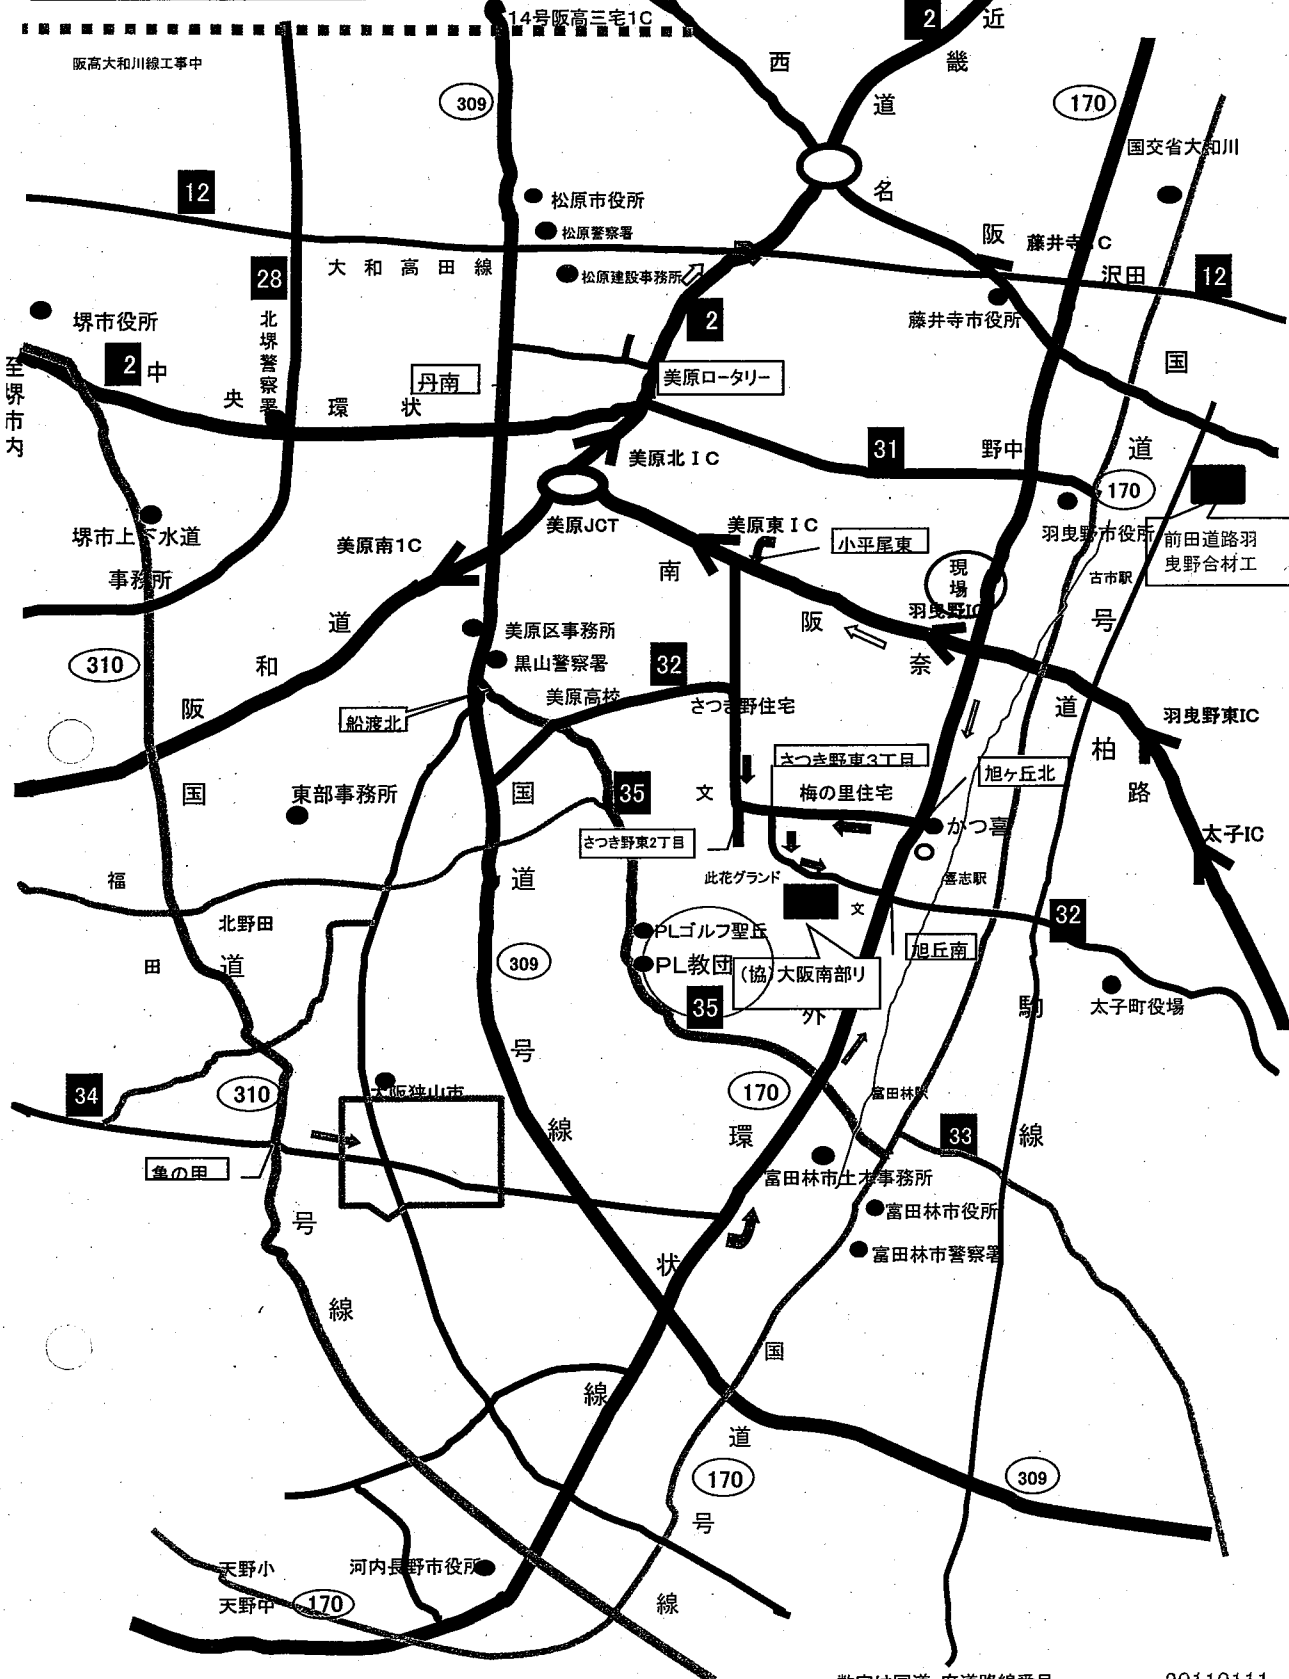 14号阪高三宅1C
2
近
畿
道
西
名
阪
阪高大和川線工事中
309
170
国交省大和川
12
松原市役所
松原警察署
松原建設事務所
大和高田線
28
北堺警察署
藤井寺IC
沢田
12
藤井寺市役所
堺市役所
2
中央環状
至堺市内
2
丹南
美原ロータリー
国
道
美原北IC
31
野中
170
羽曳野市役所
前田道路羽
曳野合材工
堺市上下水道
事務所
美原JCT
美原南1C
美原東IC
小平尾東
現場
古市駅
羽曳野IC
号
南
阪
奈
道
路
道
和
阪
美原区事務所
黒山警察署
310
32
美原高校
さつき野住宅
船渡北
柏
羽曳野東IC
さつき野東3丁目
旭ヶ丘北
国
東部事務所
国
35
文
梅の里住宅
かつ喜
太子IC
さつき野東2丁目
福
道
此花グランド
喜志駅
文
32
北野田
PLゴルフ聖丘
PL教団
(協)大阪南部リ
旭丘南
田
道
309
35
外
駒
太子町役場
号
34
310
大阪狭山市
170
富田林駅
線
環
33
線
亀の甲
富田林市土木事務所
富田林市役所
富田林市警察署
号
状
線
国
線
道
170
309
号
天野小
河内長野市役所
天野中
170
線
数字は国道・府道路線番号
20110111